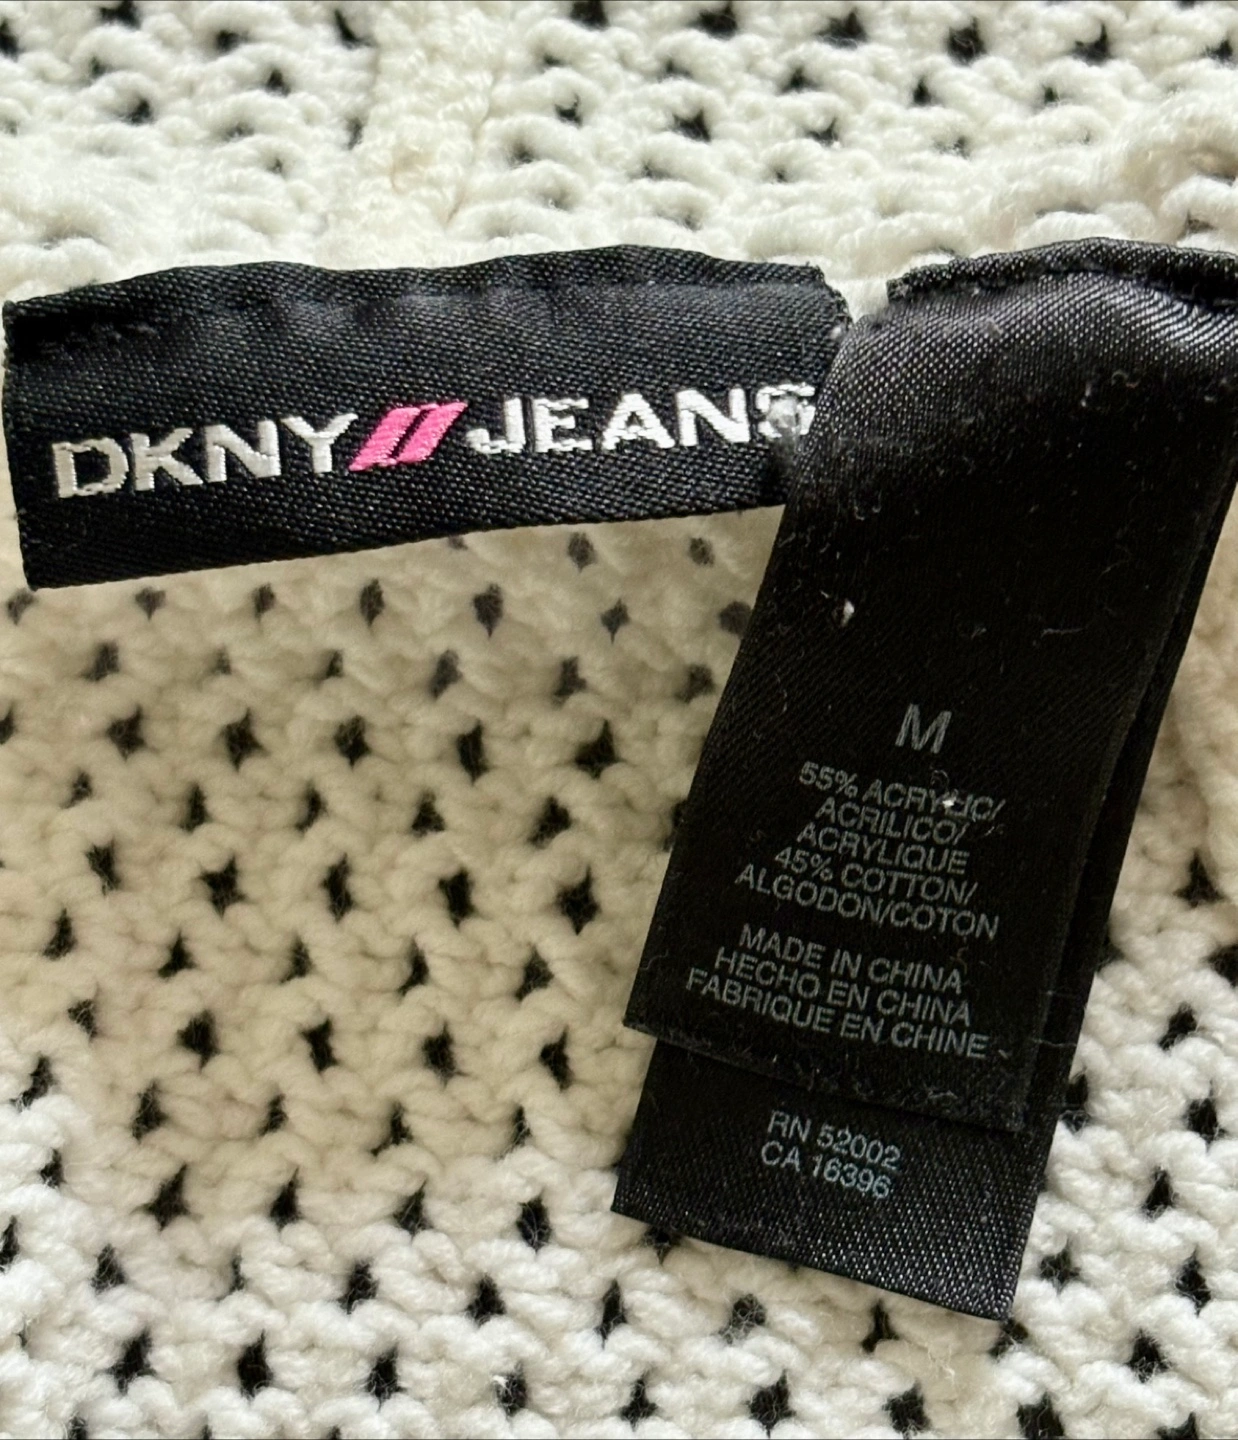 DKNY JEANS
M
55% ACRYLIC/
ACRILICO/
ACRYLIQUE
45% COTTON/
ALGODON/COTON
MADE IN CHINA
HECHO EN CHINA
FABRIQUE EN CHINE
RN 52002
CA 16396